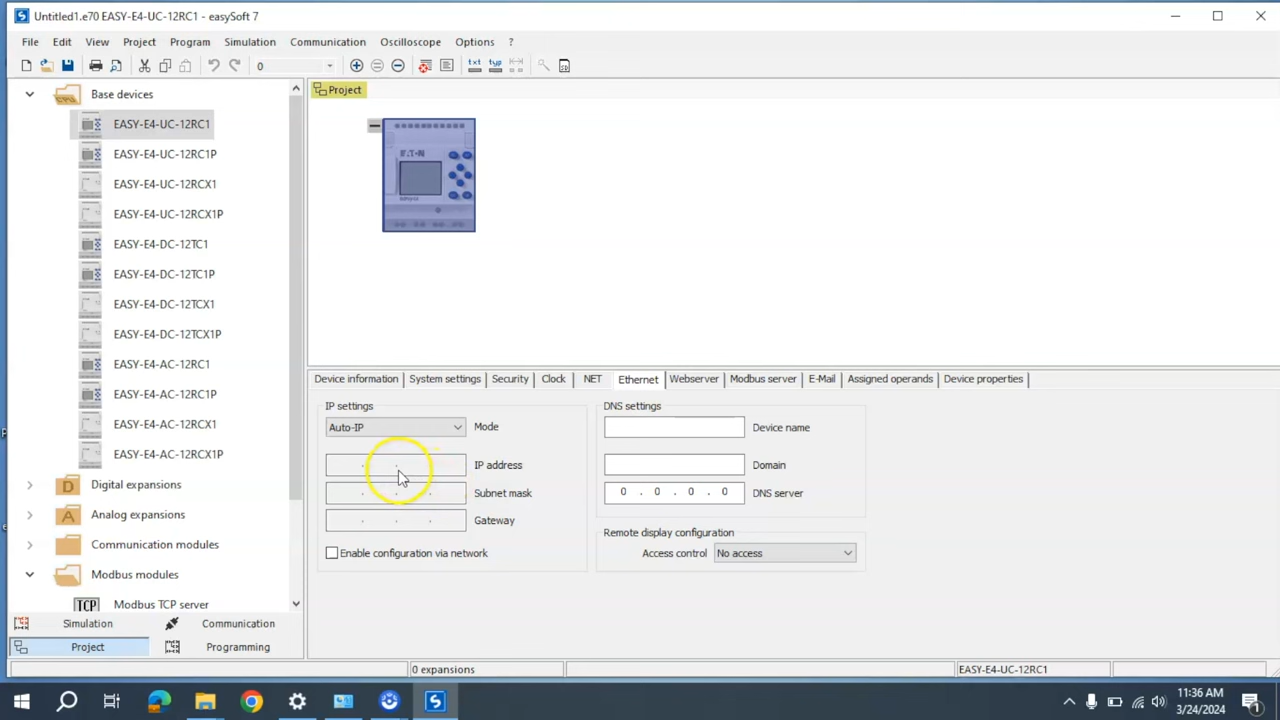 Untitled1.e70 EASY-E4-UC-12RC1 - easySoft 7
File Edit View Project Program Simulation Communication Oscilloscope Options ?
0
txt typ SD
Base devices
EASY-E4-UC-12RC1
EASY-E4-UC-12RC1P
EASY-E4-UC-12RCX1
EASY-E4-UC-12RCX1P
EASY-E4-DC-12TC1
EASY-E4-DC-12TC1P
EASY-E4-DC-12TCX1
EASY-E4-DC-12TCX1P
EASY-E4-AC-12RC1
EASY-E4-AC-12RC1P
EASY-E4-AC-12RCX1
EASY-E4-AC-12RCX1P
D Digital expansions
A Analog expansions
Communication modules
Modbus modules
TCP Modbus TCP server
Simulation Communication
Project Programming
Project
EATON
Device information System settings Security Clock NET Ethernet Webserver Modbus server E-Mail Assigned operands Device properties
IP settings
Auto-IP Mode
. . IP address
. . . Subnet mask
. . . Gateway
Enable configuration via network
DNS settings
Device name
Domain
0 . 0 . 0 . 0 DNS server
Remote display configuration
Access control No access
0 expansions EASY-E4-UC-12RC1
11:36 AM
3/24/2024
1